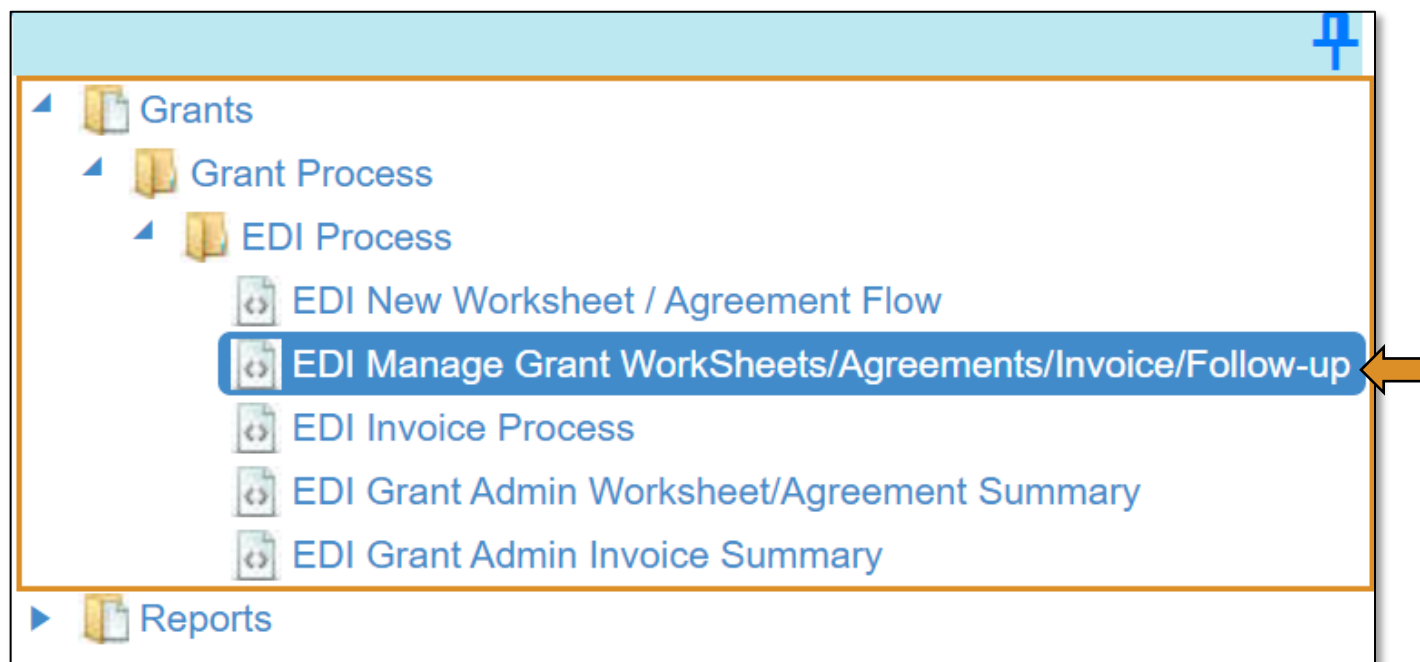 Grants
Grant Process
EDI Process
EDI New Worksheet / Agreement Flow
EDI Manage Grant WorkSheets/Agreements/Invoice/Follow-up
EDI Invoice Process
EDI Grant Admin Worksheet/Agreement Summary
EDI Grant Admin Invoice Summary
Reports